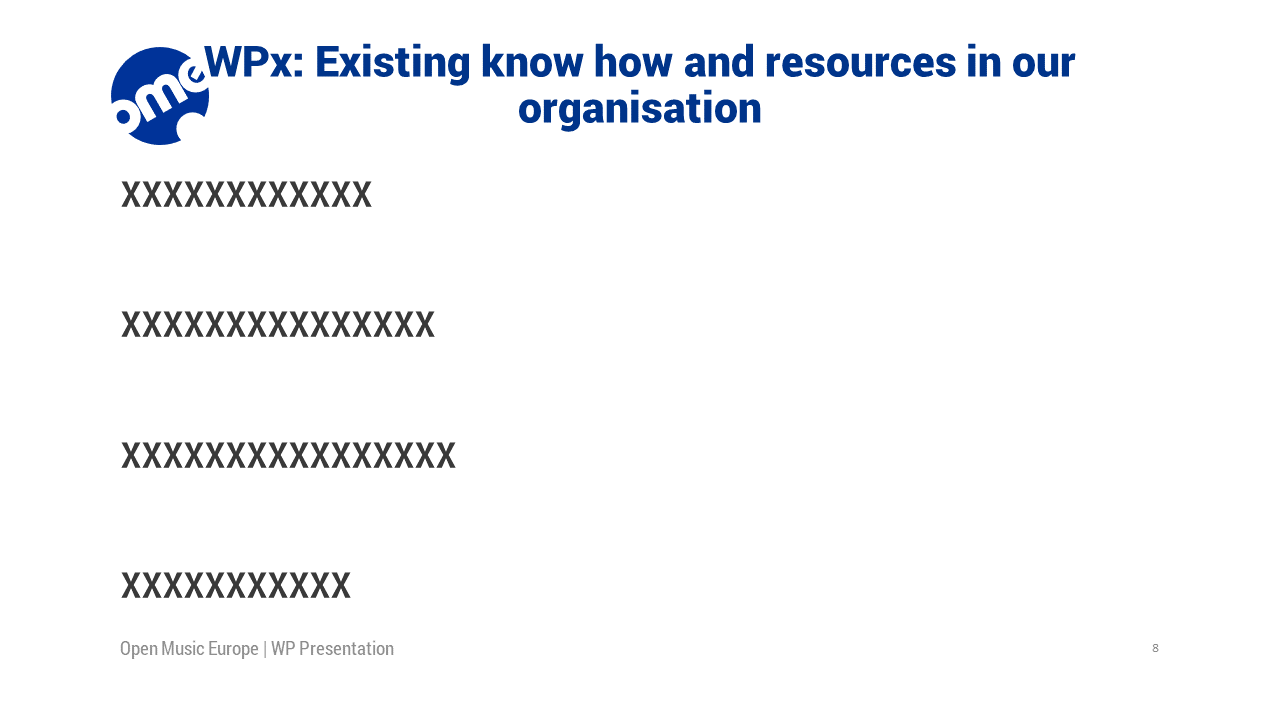 ome
WPx: Existing know how and resources in our
organisation
XXXXXXXXXXXX
XXXXXXXXXXXXXXX
XXXXXXXXXXXXXXXX
XXXXXXXXXXX
Open Music Europe | WP Presentation
8